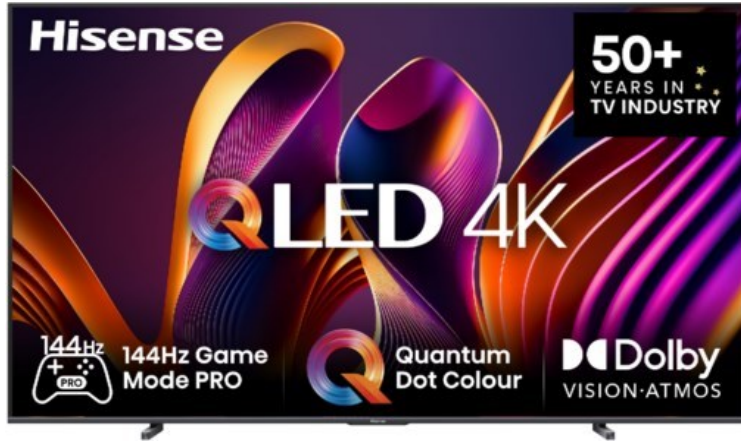 Hisense
50+
YEARS IN
TV INDUSTRY
QLED 4K
144Hz
PRO
144Hz Game
Mode PRO
Quantum
Dot Colour
Dolby
VISION·ATMOS
Hisense